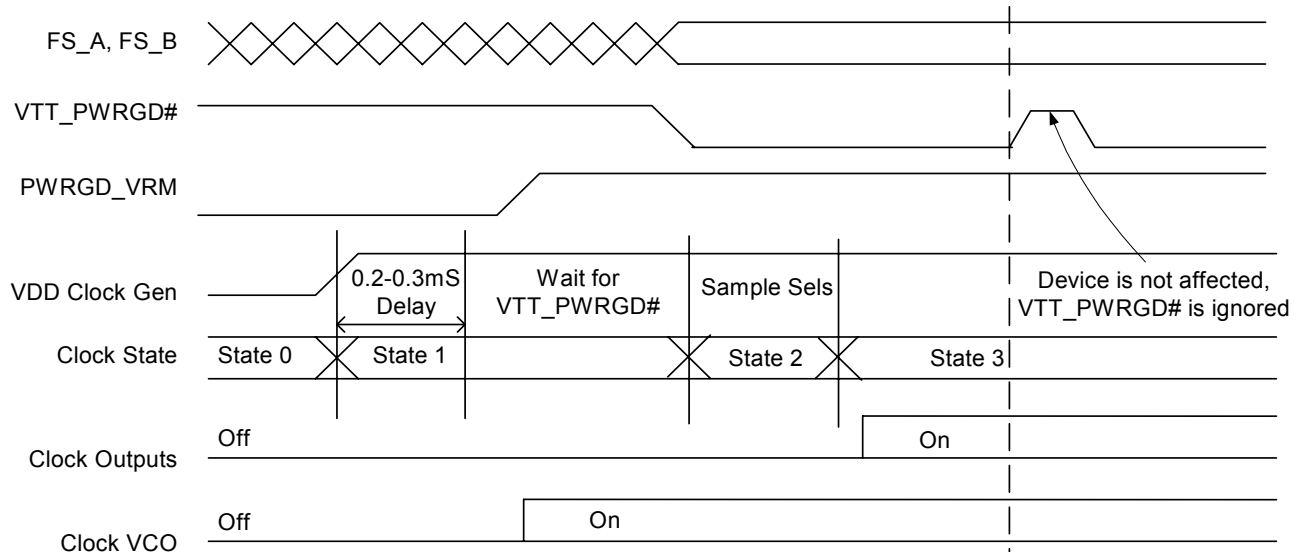 FS_A, FS_B
VTT_PWRGD#
PWRGD_VRM
VDD Clock Gen
0.2-0.3mS
Delay
Wait for
VTT_PWRGD#
Sample Sels
Device is not affected,
VTT_PWRGD# is ignored
Clock State
State 0
State 1
State 2
State 3
Clock Outputs
Off
On
Clock VCO
Off
On